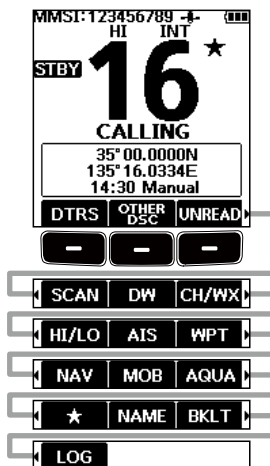 MMSI:123456789
HI INT
STBY 16 ★
CALLING
35°00.0000N
135°16.0334E
14:30 Manual
DTRS OTHER DSC UNREAD
SCAN DW CH/WX
HI/LO AIS WPT
NAV MOB AQUA
★ NAME BKLT
LOG